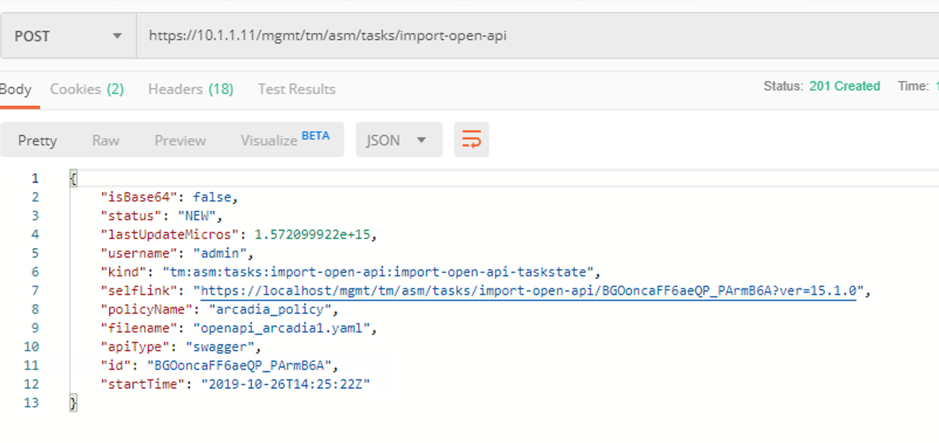 POST https://10.1.1.11/mgmt/tm/asm/tasks/import-open-api
Body Cookies (2) Headers (18) Test Results Status: 201 Created Time: 1
Pretty Raw Preview Visualize BETA JSON
1 {
2 "isBase64": false,
3 "status": "NEW",
4 "lastUpdateMicros": 1.572099922e+15,
5 "username": "admin",
6 "kind": "tm:asm:tasks:import-open-api:import-open-api-taskstate",
7 "selfLink": "https://localhost/mgmt/tm/asm/tasks/import-open-api/BGOoncaFF6aeQP_PArmB6A?ver=15.1.0",
8 "policyName": "arcadia_policy",
9 "filename": "openapi_arcadia1.yaml",
10 "apiType": "swagger",
11 "id": "BGOoncaFF6aeQP_PArmB6A",
12 "startTime": "2019-10-26T14:25:22Z"
13 }